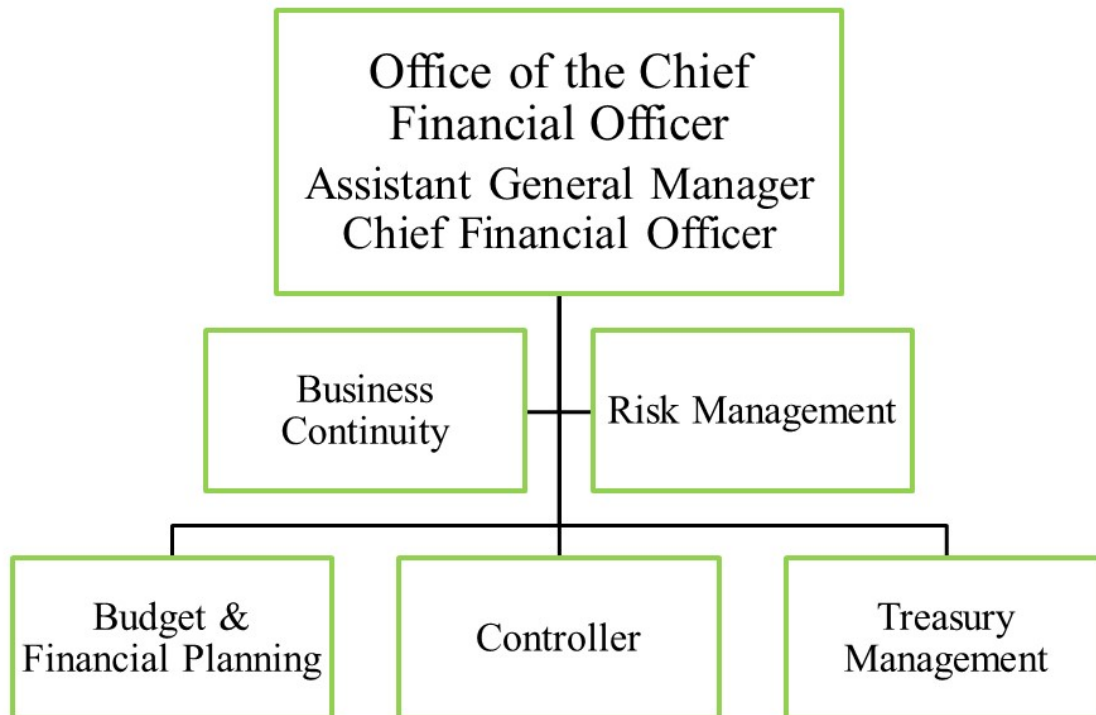 Office of the Chief
Financial Officer
Assistant General Manager
Chief Financial Officer
Business
Continuity
Risk Management
Budget &
Financial Planning
Controller
Treasury
Management